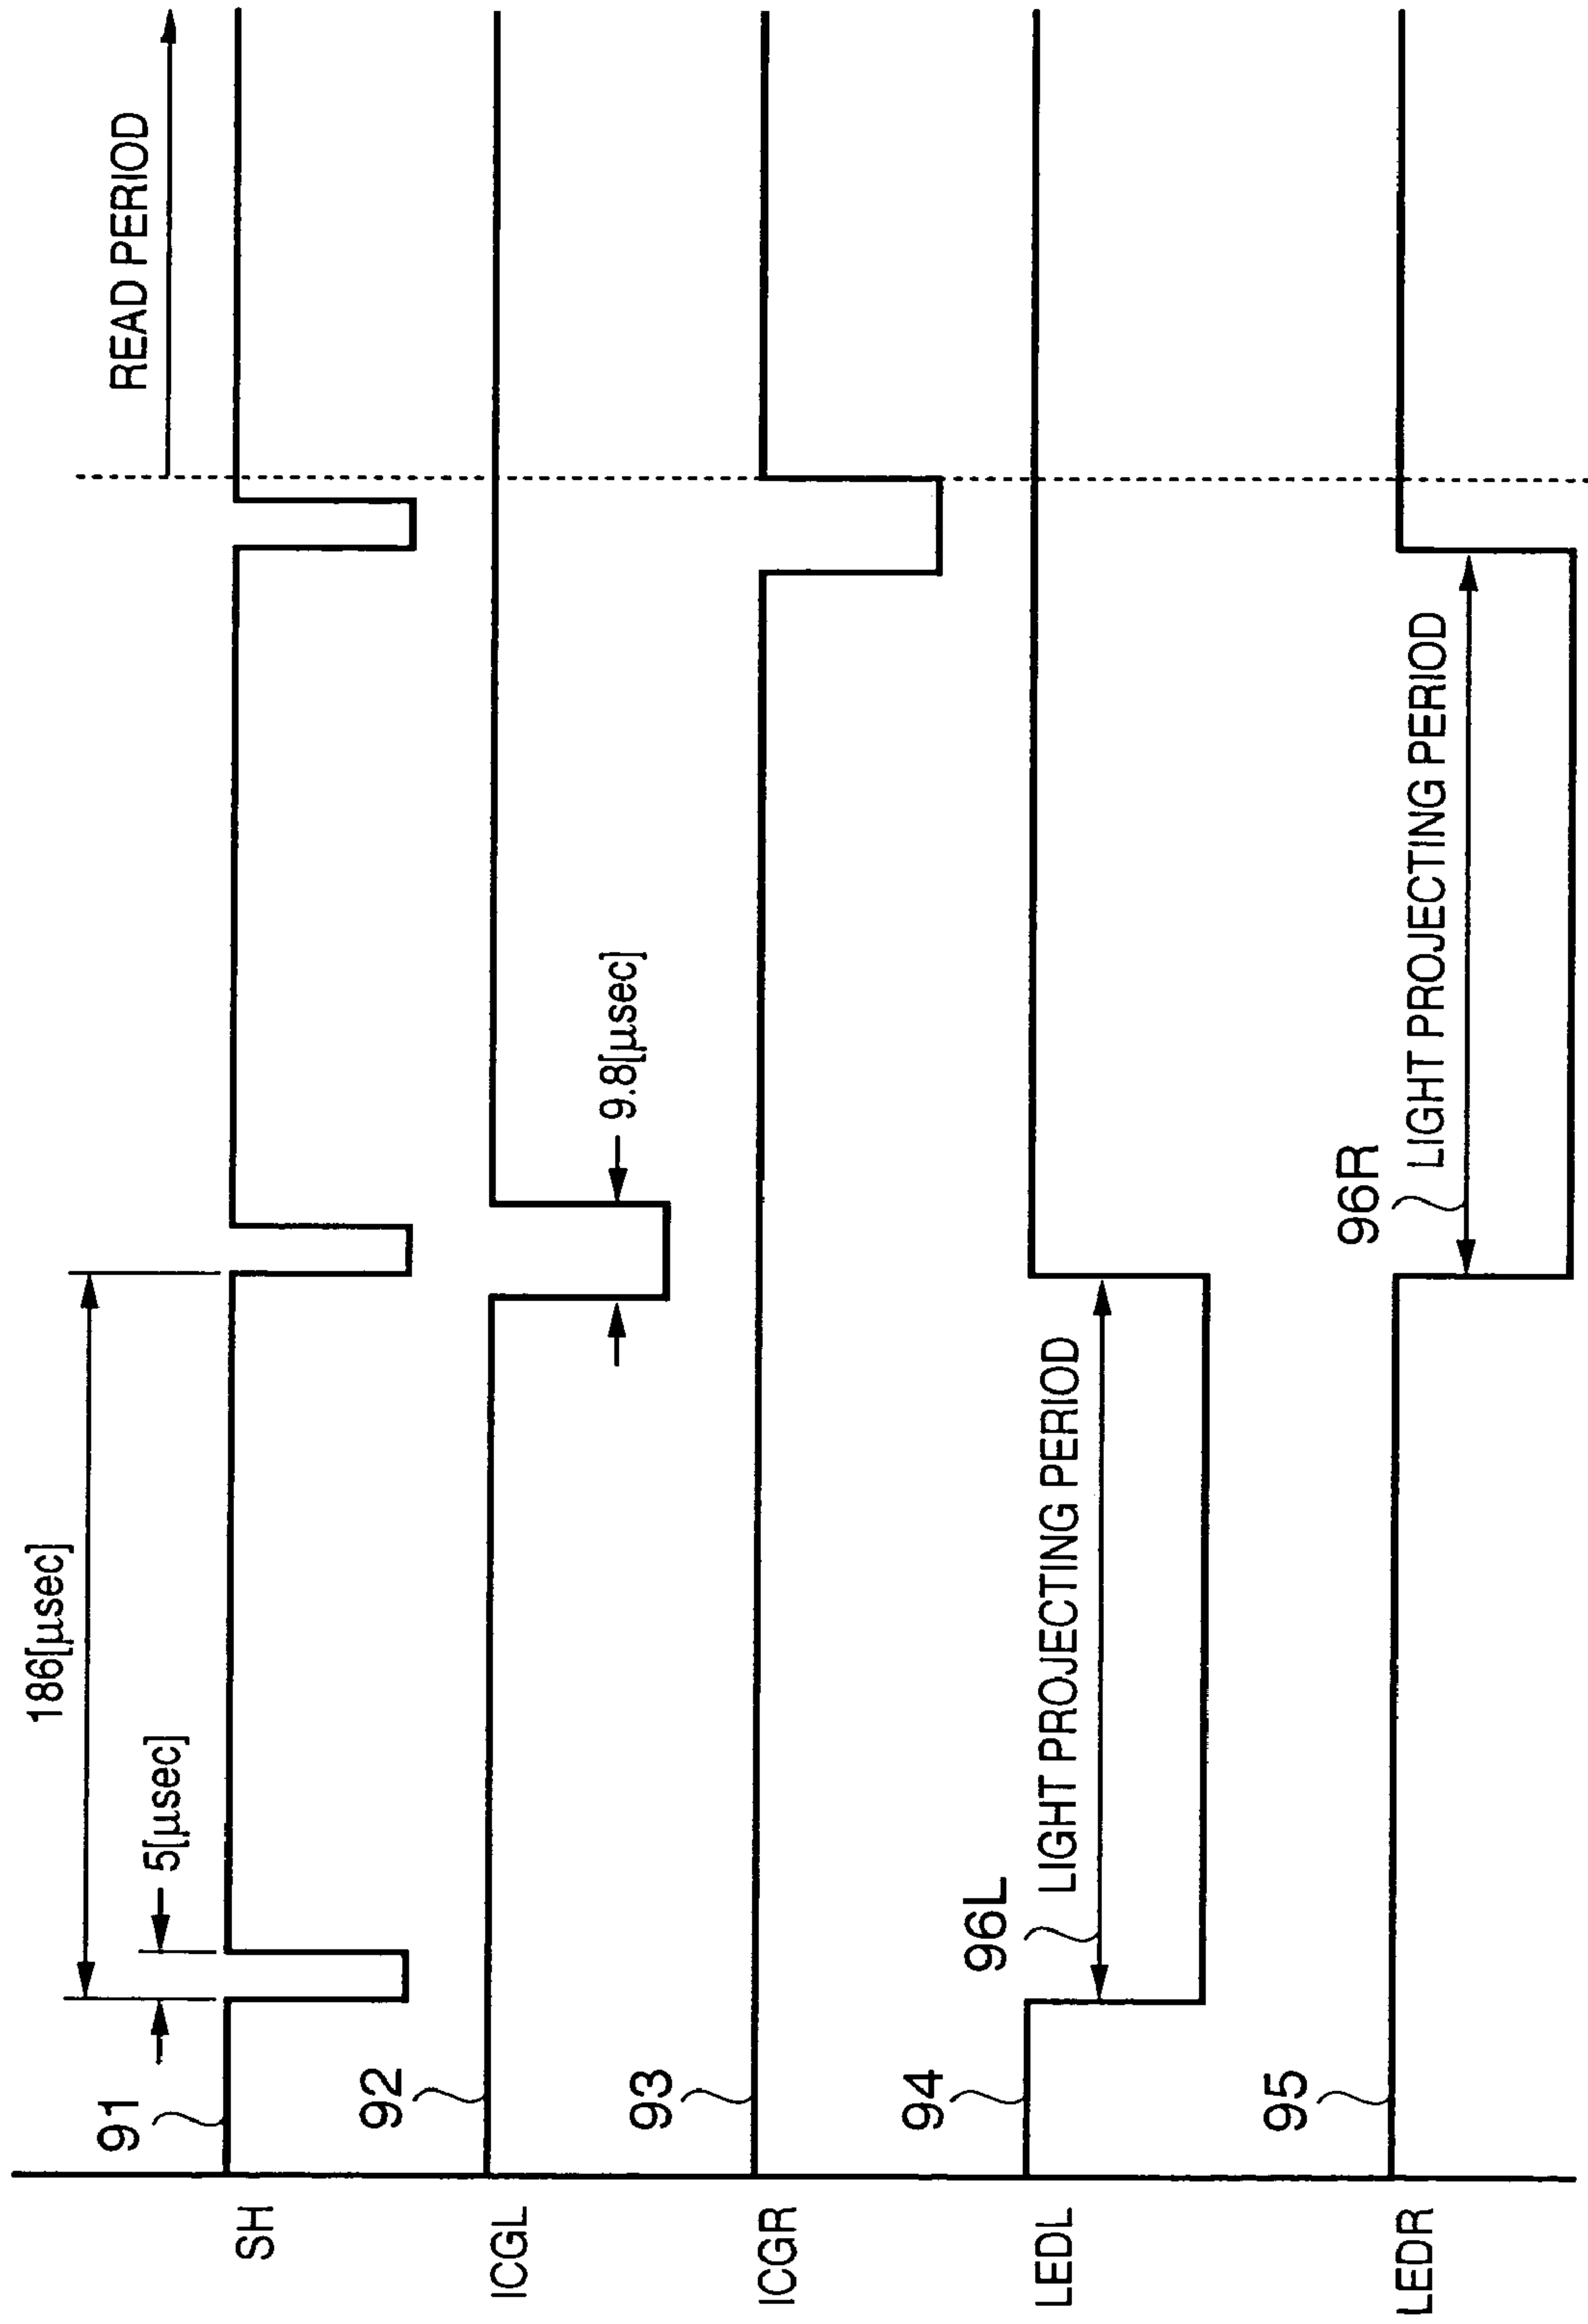 READ PERIOD
186[μsec]
5[μsec]
SH
91
ICGL
92
9.8[μsec]
ICGR
93
LEDL
94
96L
LIGHT PROJECTING PERIOD
LEDR
95
96R
LIGHT PROJECTING PERIOD